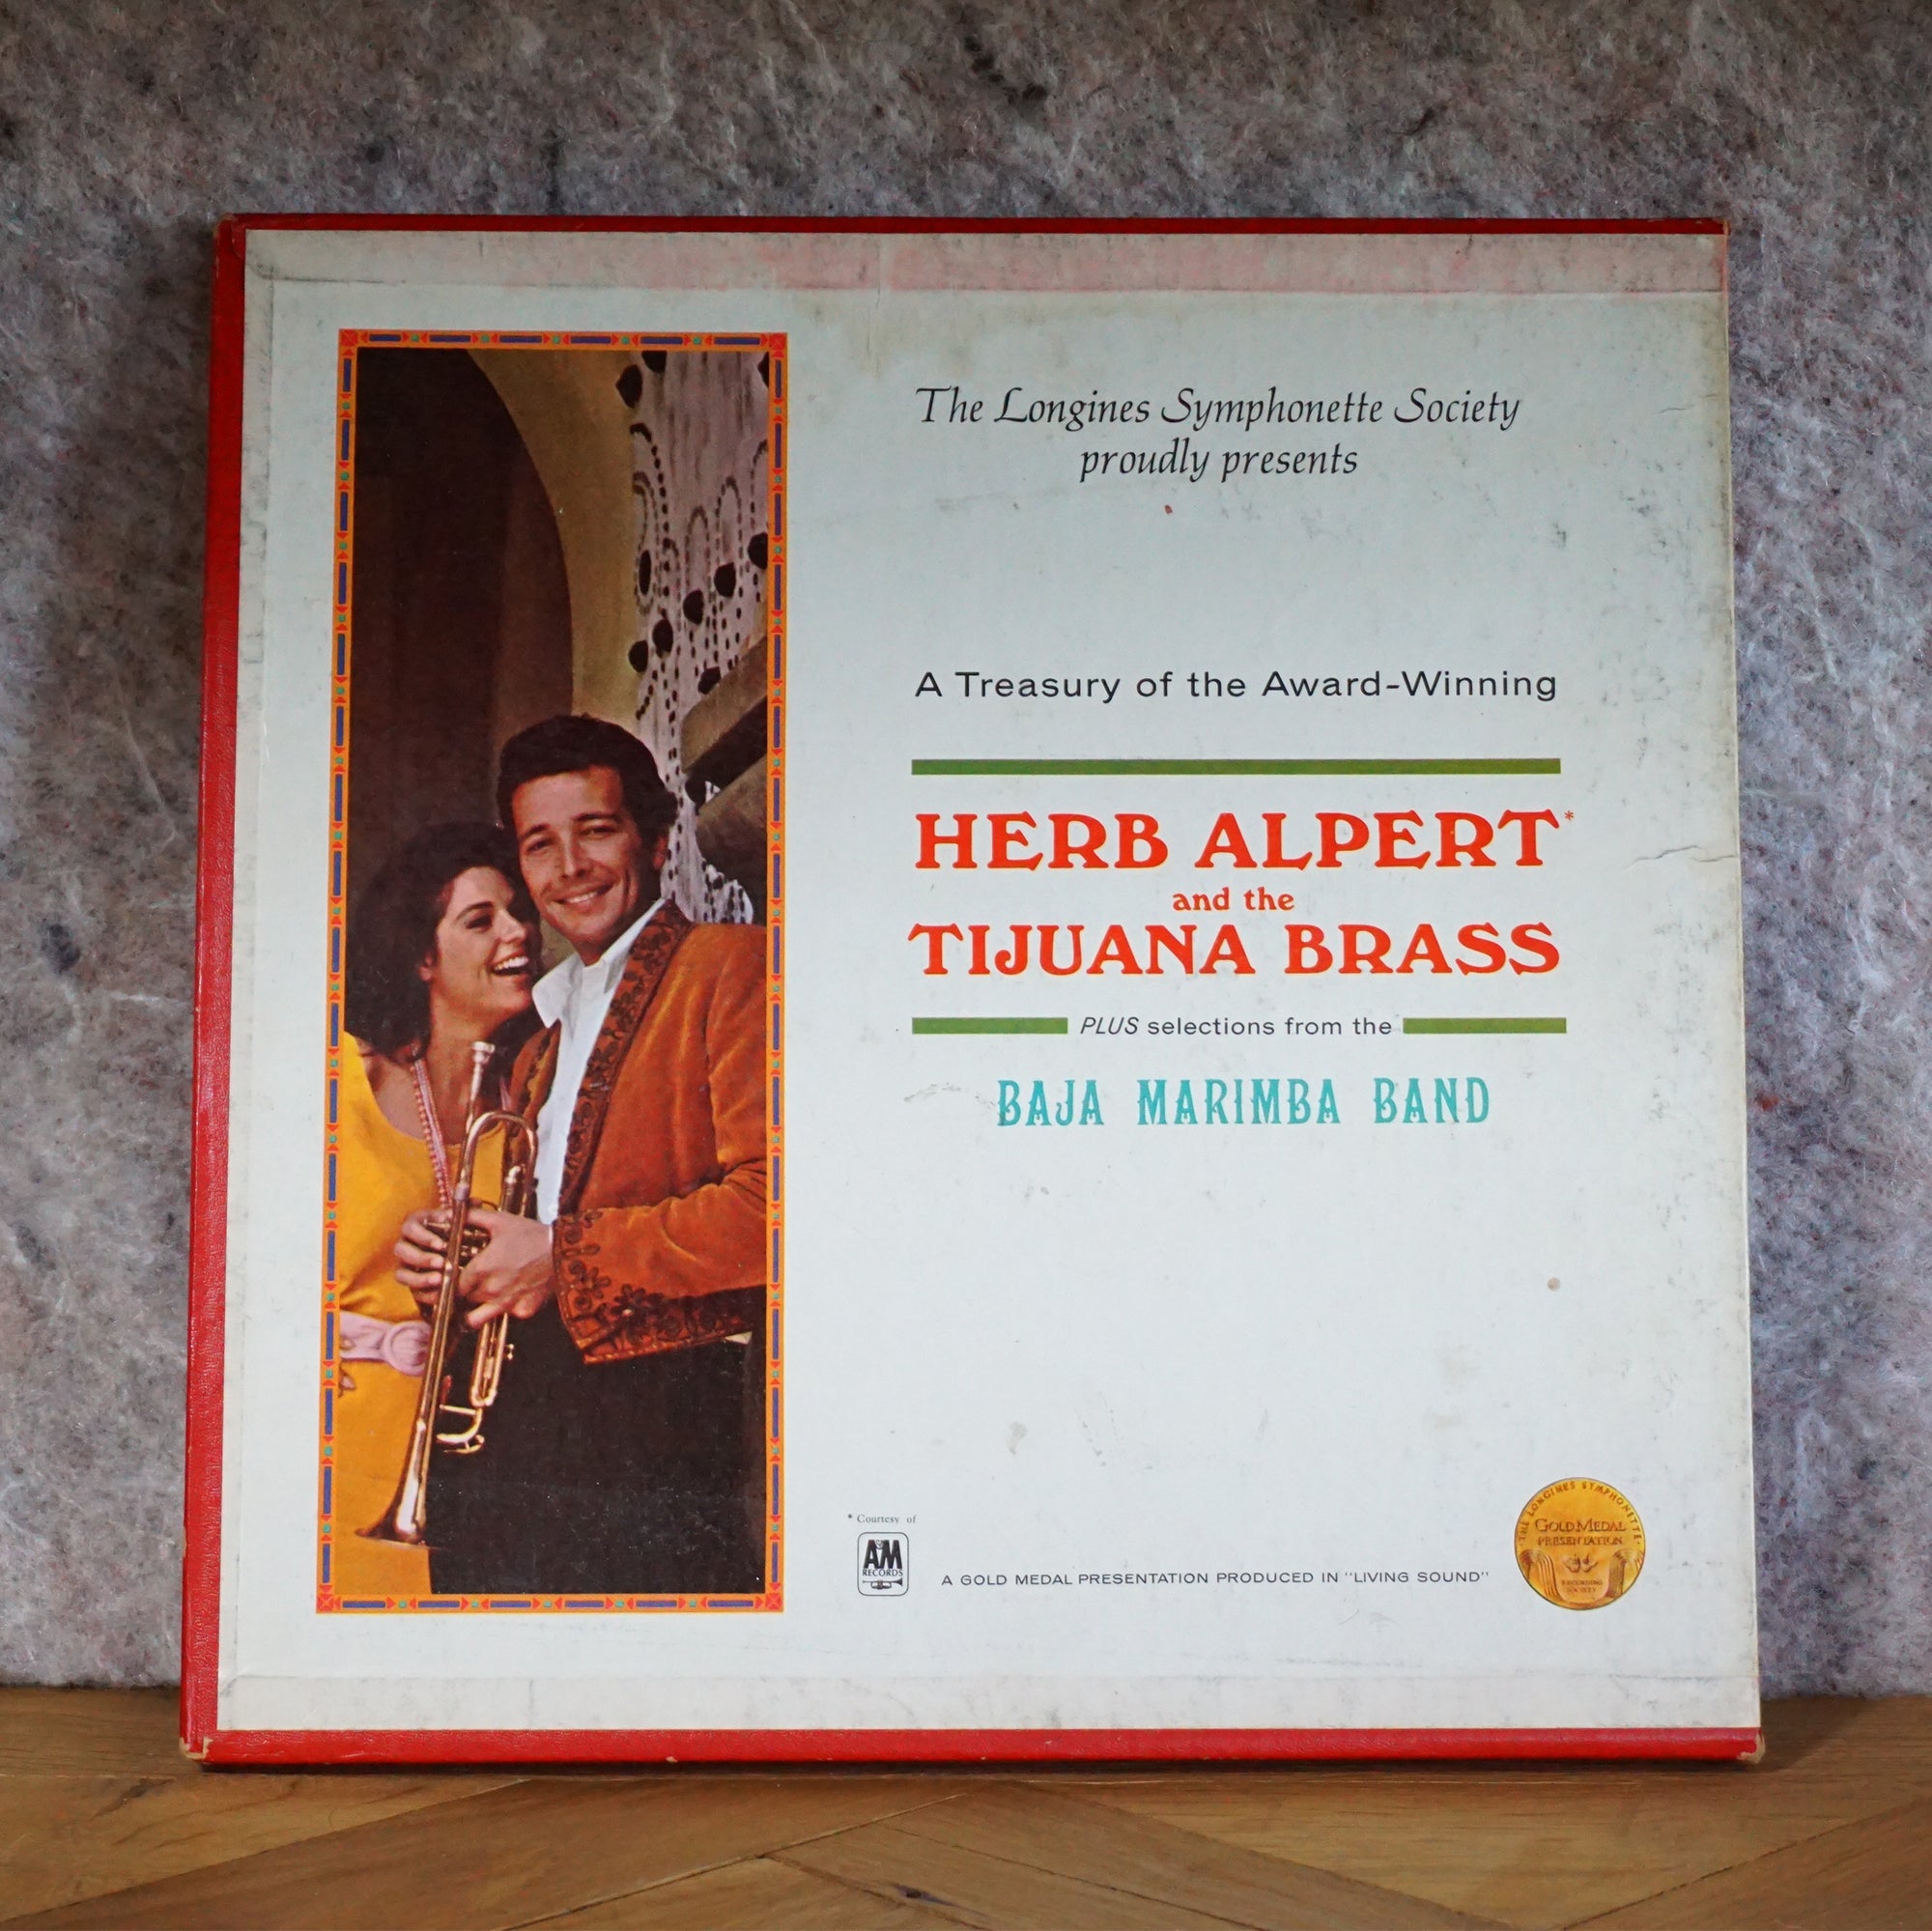 The Longines Symphonette Society
proudly presents
A Treasury of the Award-Winning
HERB ALPERT*
and the
TIJUANA BRASS
PLUS selections from the
BAJA MARIMBA BAND
* Courtesy of
A&M
RECORDS
A GOLD MEDAL PRESENTATION PRODUCED IN "LIVING SOUND"
THE LONGINES SYMPHONETTE
GOLD MEDAL
PRESENTATION
RECORDING
SOCIETY